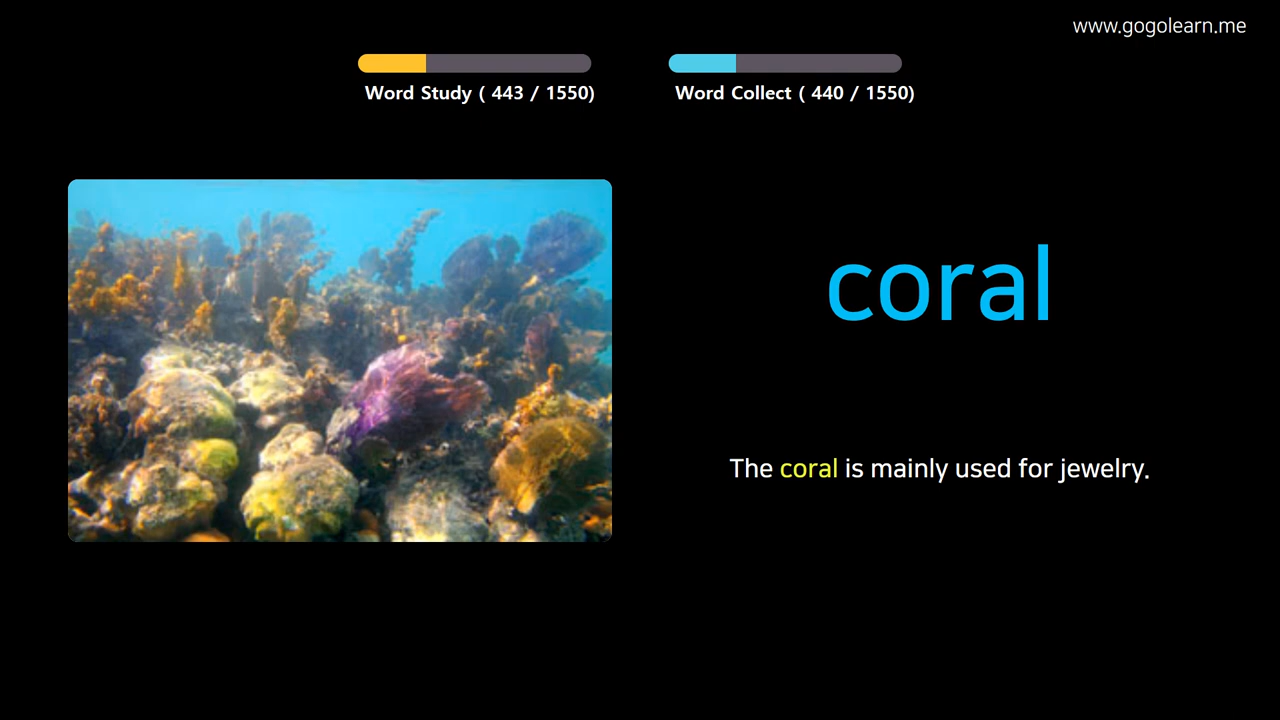 www.gogolearn.me
Word Study ( 443 / 1550)
Word Collect ( 440 / 1550)
coral
The coral is mainly used for jewelry.